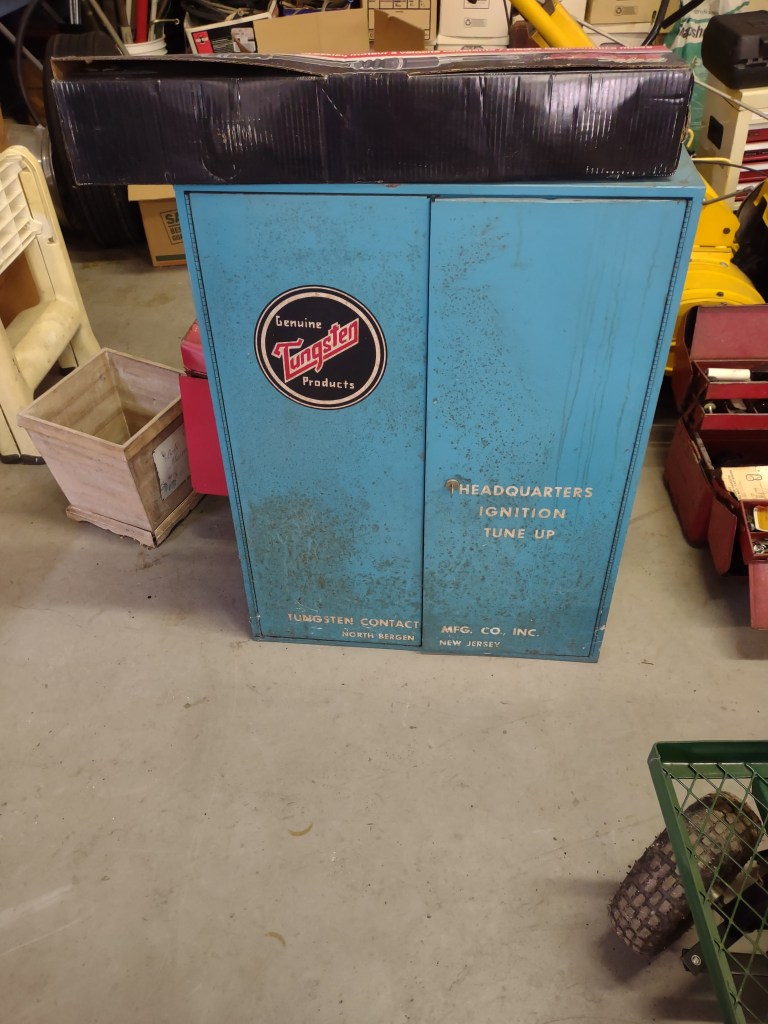 Genuine
Tungsten
Products
HEADQUARTERS
IGNITION
TUNE UP
TUNGSTEN CONTACT MFG. CO., INC.
NORTH BERGEN NEW JERSEY